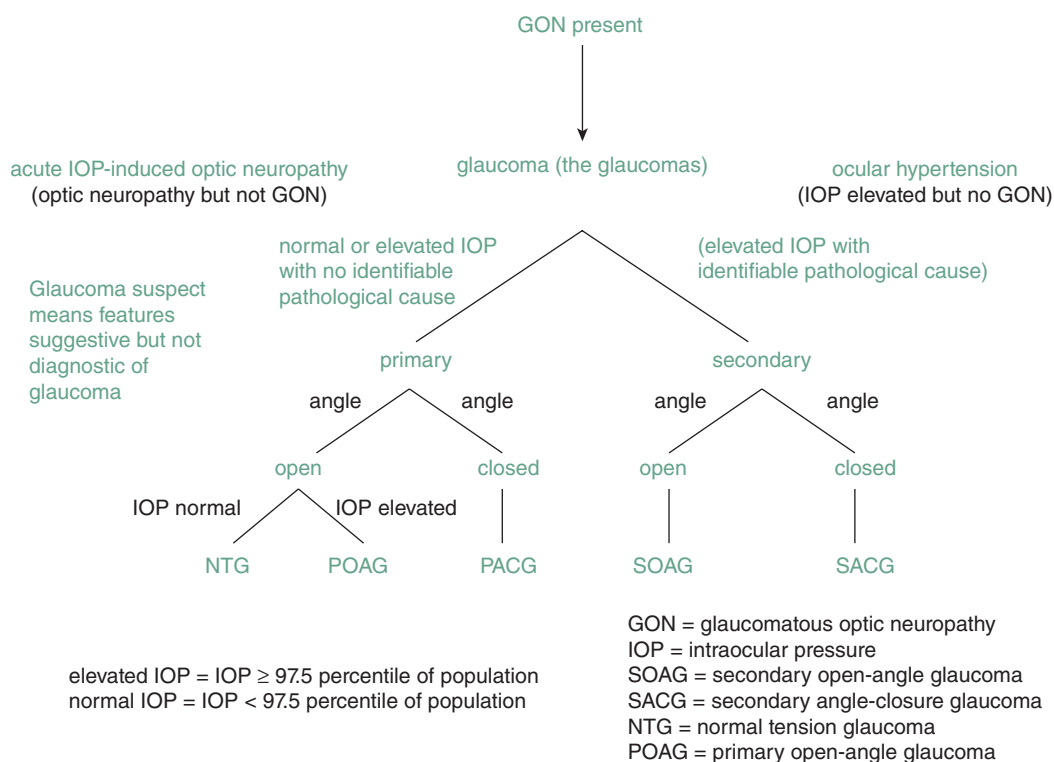 GON present
glaucoma (the glaucomas)
acute IOP-induced optic neuropathy
(optic neuropathy but not GON)
ocular hypertension
(IOP elevated but no GON)
normal or elevated IOP
with no identifiable
pathological cause
(elevated IOP with
identifiable pathological cause)
Glaucoma suspect
means features
suggestive but not
diagnostic of
glaucoma
primary
secondary
angle
angle
angle
angle
open
closed
open
closed
IOP normal
IOP elevated
NTG
POAG
PACG
SOAG
SACG
elevated IOP = IOP ≥ 97.5 percentile of population
normal IOP = IOP < 97.5 percentile of population
GON = glaucomatous optic neuropathy
IOP = intraocular pressure
SOAG = secondary open-angle glaucoma
SACG = secondary angle-closure glaucoma
NTG = normal tension glaucoma
POAG = primary open-angle glaucoma